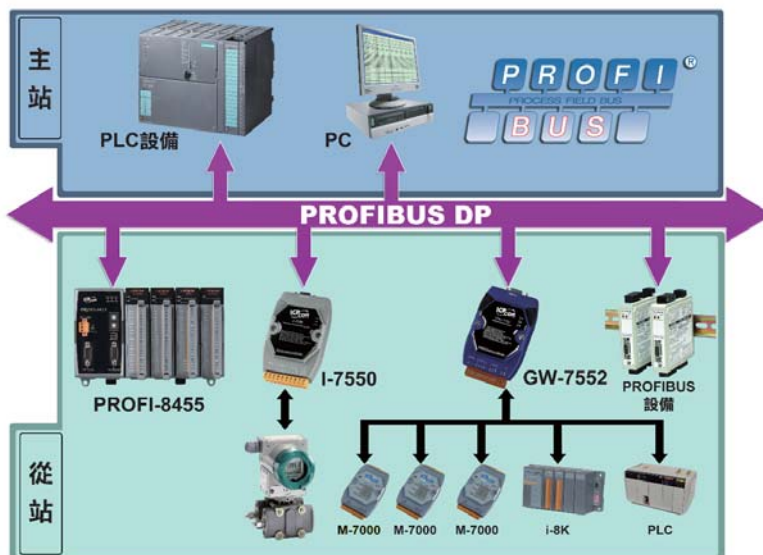 主站
PLC設備
PC
PROFI
®
PROCESS FIELD BUS
BUS
PROFIBUS DP
PROFI-8455
I-7550
GW-7552
PROFIBUS
設備
從站
M-7000
M-7000
M-7000
i-8K
PLC